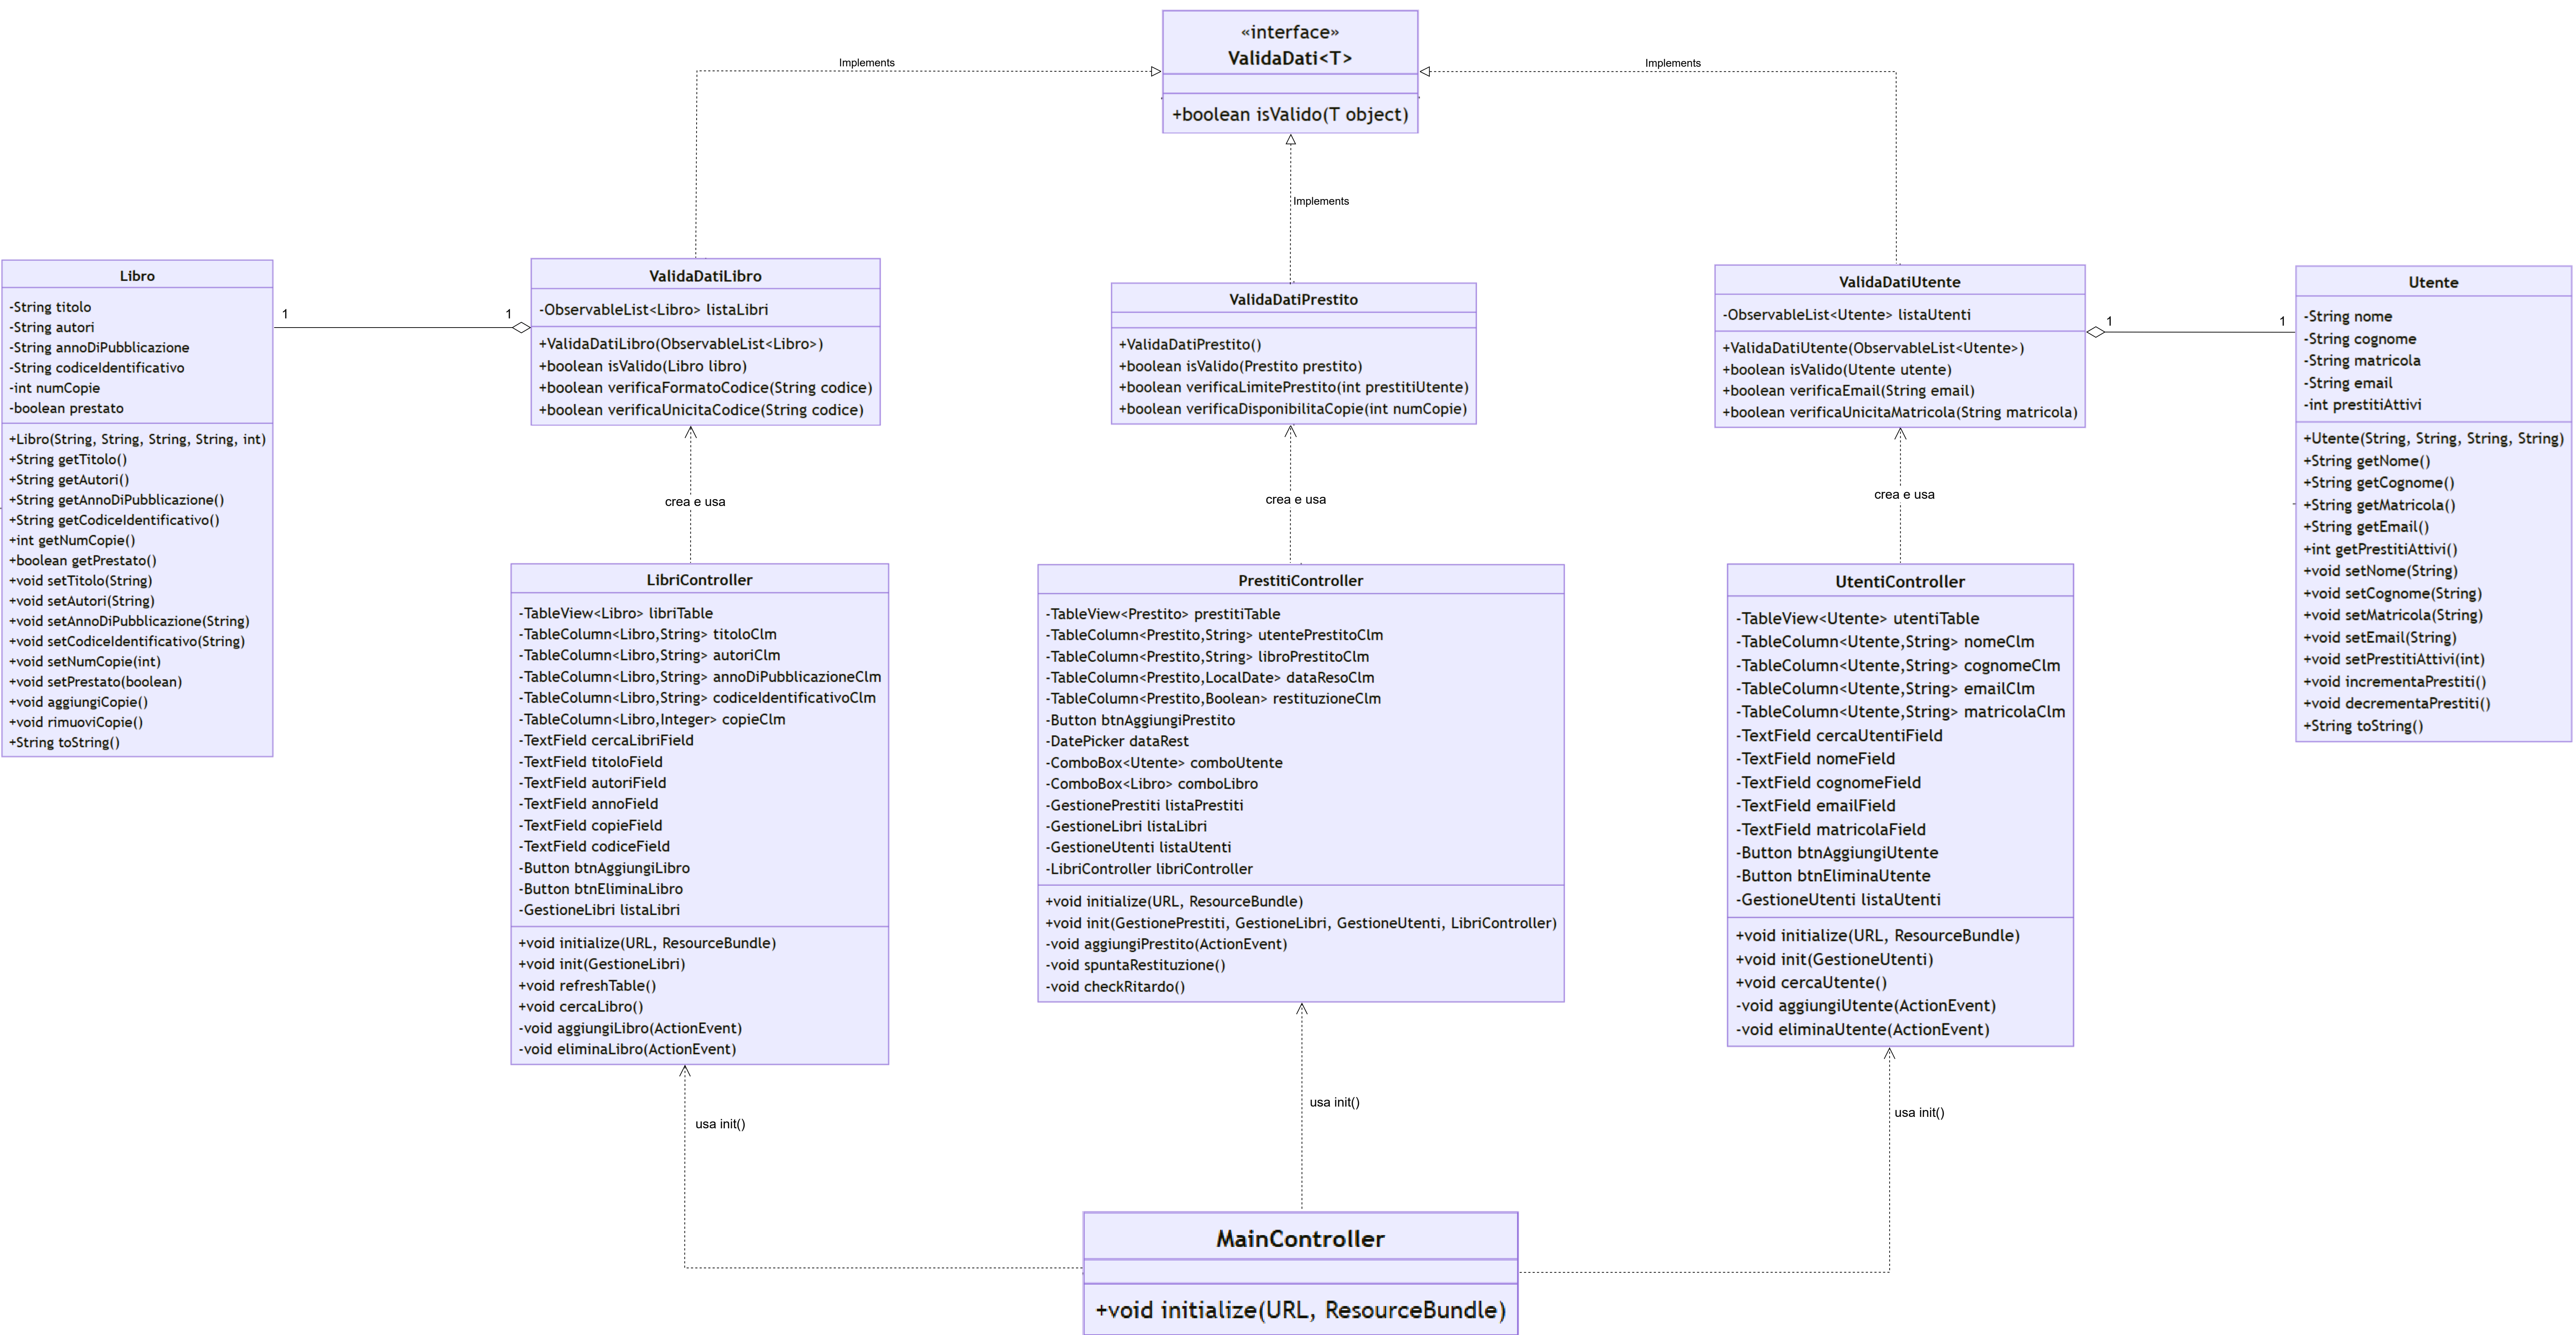 «interface»
ValidaDati<T>
+boolean isValido(T object)
Implements
Implements
Implements
Libro
-String titolo
-String autori
-String annoDiPubblicazione
-String codiceIdentificativo
-int numCopie
-boolean prestato
+Libro(String, String, String, String, int)
+String getTitolo()
+String getAutori()
+String getAnnoDiPubblicazione()
+String getCodiceIdentificativo()
+int getNumCopie()
+boolean getPrestato()
+void setTitolo(String)
+void setAutori(String)
+void setAnnoDiPubblicazione(String)
+void setCodiceIdentificativo(String)
+void setNumCopie(int)
+void setPrestato(boolean)
+void aggiungiCopie()
+void rimuoviCopie()
+String toString()
1
1
ValidaDatiLibro
-ObservableList<Libro> listaLibri
+ValidaDatiLibro(ObservableList<Libro>)
+boolean isValido(Libro libro)
+boolean verificaFormatoCodice(String codice)
+boolean verificaUnicitaCodice(String codice)
ValidaDatiPrestito
+ValidaDatiPrestito()
+boolean isValido(Prestito prestito)
+boolean verificaLimitePrestito(int prestitiUtente)
+boolean verificaDisponibilitaCopie(int numCopie)
ValidaDatiUtente
-ObservableList<Utente> listaUtenti
+ValidaDatiUtente(ObservableList<Utente>)
+boolean isValido(Utente utente)
+boolean verificaEmail(String email)
+boolean verificaUnicitaMatricola(String matricola)
1
1
Utente
-String nome
-String cognome
-String matricola
-String email
-int prestitiAttivi
+Utente(String, String, String, String)
+String getNome()
+String getCognome()
+String getMatricola()
+String getEmail()
+int getPrestitiAttivi()
+void setNome(String)
+void setCognome(String)
+void setMatricola(String)
+void setEmail(String)
+void setPrestitiAttivi(int)
+void incrementaPrestiti()
+void decrementaPrestiti()
+String toString()
crea e usa
crea e usa
crea e usa
LibriController
-TableView<Libro> libriTable
-TableColumn<Libro,String> titoloClm
-TableColumn<Libro,String> autoriClm
-TableColumn<Libro,String> annoDiPubblicazioneClm
-TableColumn<Libro,String> codiceIdentificativoClm
-TableColumn<Libro,Integer> copieClm
-TextField cercaLibriField
-TextField titoloField
-TextField autoriField
-TextField annoField
-TextField copieField
-TextField codiceField
-Button btnAggiungiLibro
-Button btnEliminaLibro
-GestioneLibri listaLibri
+void initialize(URL, ResourceBundle)
+void init(GestioneLibri)
+void refreshTable()
+void cercaLibro()
-void aggiungiLibro(ActionEvent)
-void eliminaLibro(ActionEvent)
PrestitiController
-TableView<Prestito> prestitiTable
-TableColumn<Prestito,String> utentePrestitoClm
-TableColumn<Prestito,String> libroPrestitoClm
-TableColumn<Prestito,LocalDate> dataResoClm
-TableColumn<Prestito,Boolean> restituzioneClm
-Button btnAggiungiPrestito
-DatePicker dataRest
-ComboBox<Utente> comboUtente
-ComboBox<Libro> comboLibro
-GestionePrestiti listaPrestiti
-GestioneLibri listaLibri
-GestioneUtenti listaUtenti
-LibriController libriController
+void initialize(URL, ResourceBundle)
+void init(GestionePrestiti, GestioneLibri, GestioneUtenti, LibriController)
-void aggiungiPrestito(ActionEvent)
-void spuntaRestituzione()
-void checkRitardo()
UtentiController
-TableView<Utente> utentiTable
-TableColumn<Utente,String> nomeClm
-TableColumn<Utente,String> cognomeClm
-TableColumn<Utente,String> emailClm
-TableColumn<Utente,String> matricolaClm
-TextField cercaUtentiField
-TextField nomeField
-TextField cognomeField
-TextField emailField
-TextField matricolaField
-Button btnAggiungiUtente
-Button btnEliminaUtente
-GestioneUtenti listaUtenti
+void initialize(URL, ResourceBundle)
+void init(GestioneUtenti)
+void cercaUtente()
-void aggiungiUtente(ActionEvent)
-void eliminaUtente(ActionEvent)
usa init()
usa init()
usa init()
MainController
+void initialize(URL, ResourceBundle)